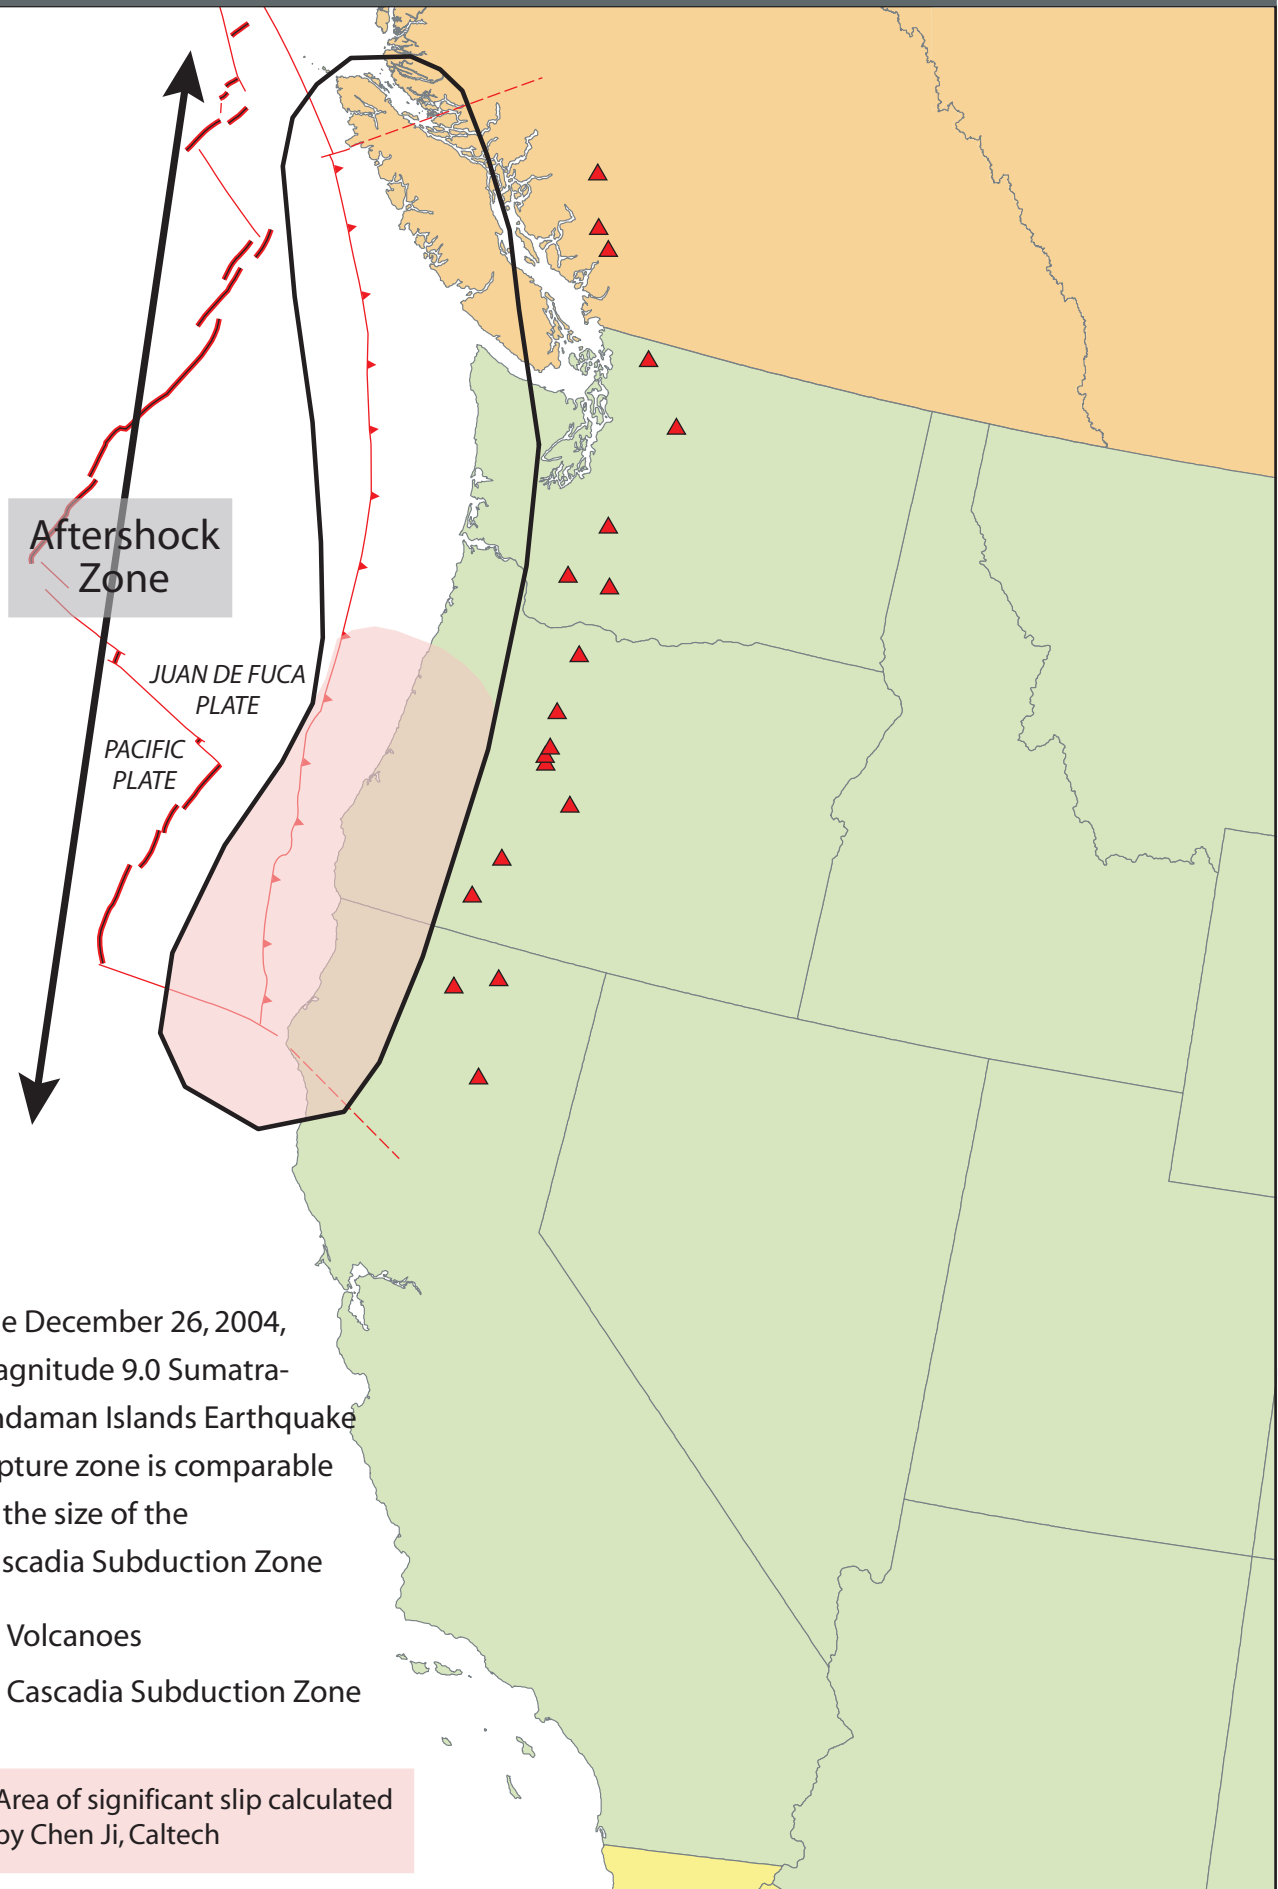 Aftershock
Zone
JUAN DE FUCA
PLATE
PACIFIC
PLATE
e December 26, 2004,
agnitude 9.0 Sumatra-
ndaman Islands Earthquake
pture zone is comparable
the size of the
scadia Subduction Zone
Volcanoes
Cascadia Subduction Zone
Area of significant slip calculated
by Chen Ji, Caltech